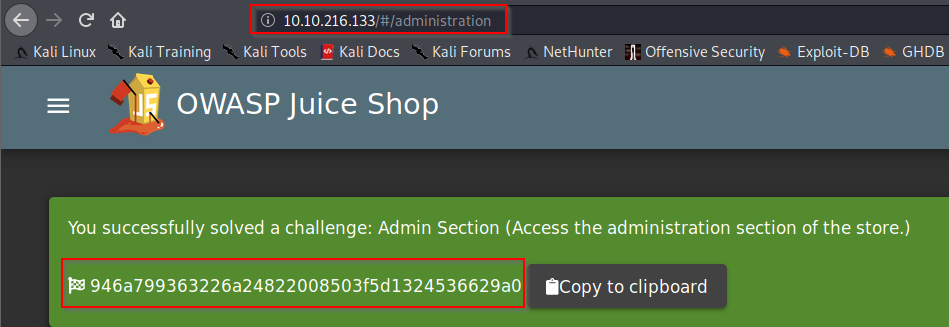 10.10.216.133/#/administration
Kali Linux Kali Training Kali Tools Kali Docs Kali Forums NetHunter Offensive Security Exploit-DB GHDB
OWASP Juice Shop
You successfully solved a challenge: Admin Section (Access the administration section of the store.)
946a799363226a24822008503f5d1324536629a0 Copy to clipboard